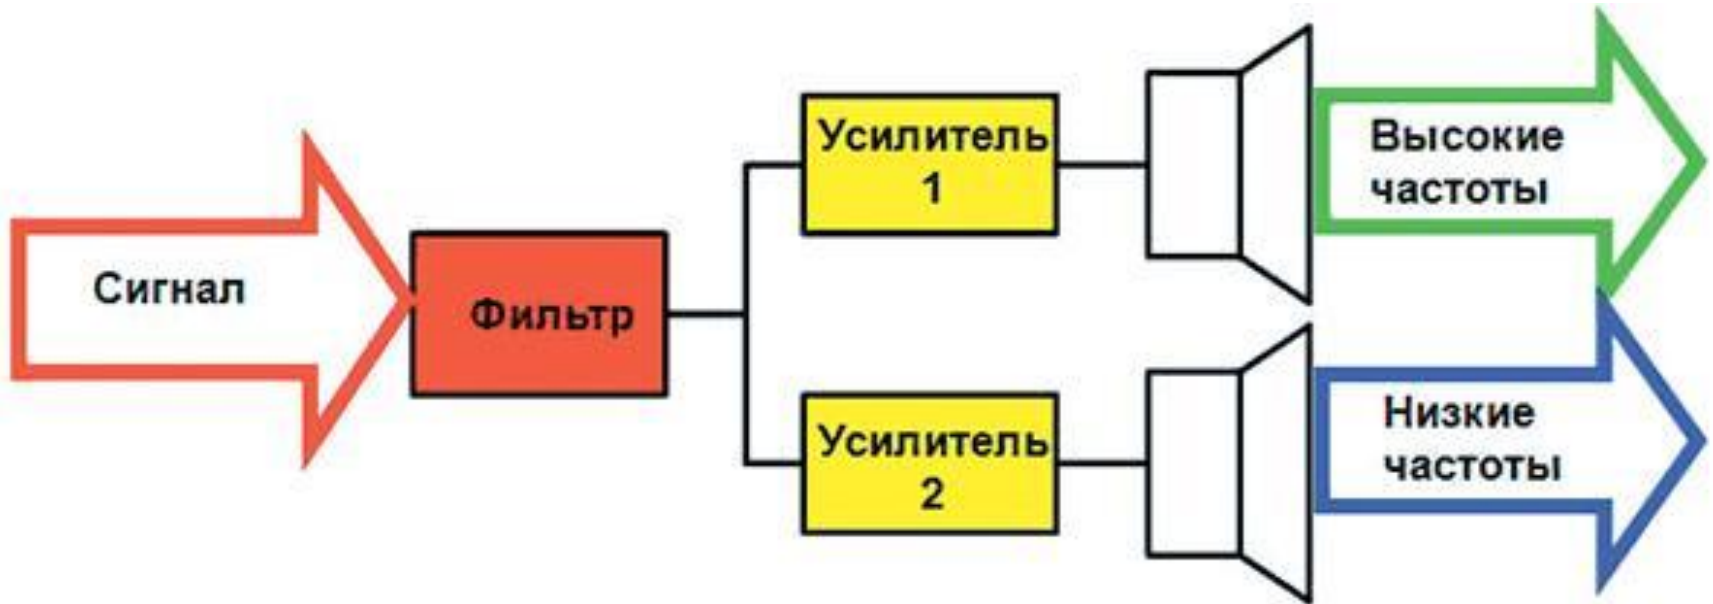 Сигнал
Фильтр
Усилитель
1
Высокие
частоты
Усилитель
2
Низкие
частоты